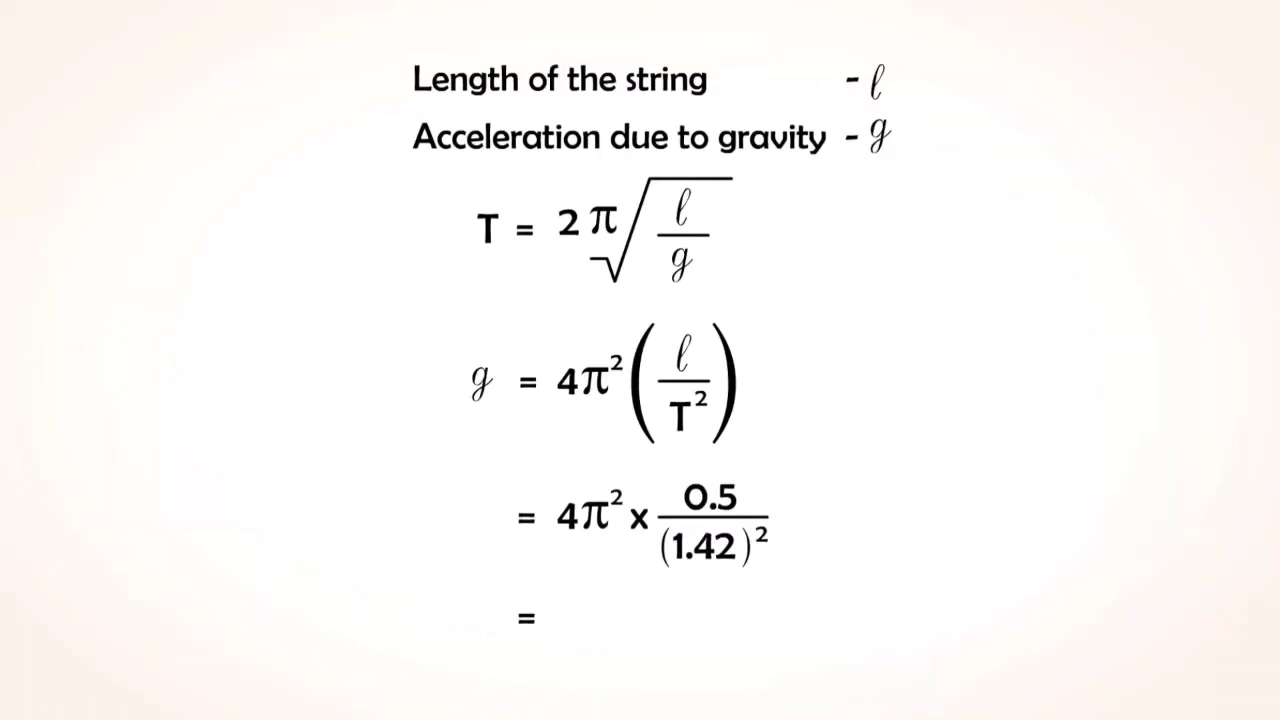 Length of the string - ℓ
Acceleration due to gravity - g
T = 2π√(ℓ/g)
g = 4π²(ℓ/T²)
= 4π² x 0.5/(1.42)²
=